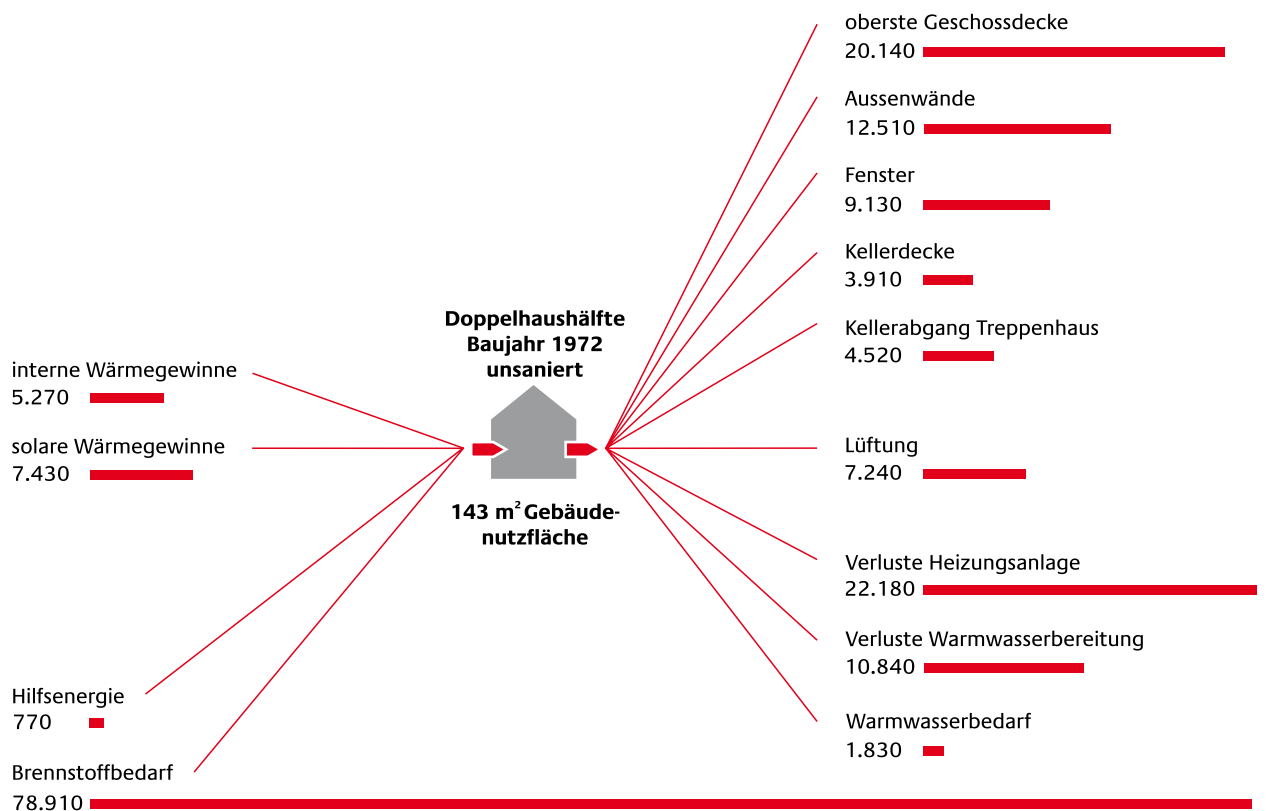 interne Wärmegewinne
5.270
solare Wärmegewinne
7.430
Hilfsenergie
770
Brennstoffbedarf
78.910
Doppelhaushälfte
Baujahr 1972
unsaniert
143 m² Gebäude-
nutzfläche
oberste Geschossdecke
20.140
Aussenwände
12.510
Fenster
9.130
Kellerdecke
3.910
Kellerabgang Treppenhaus
4.520
Lüftung
7.240
Verluste Heizungsanlage
22.180
Verluste Warmwasserbereitung
10.840
Warmwasserbedarf
1.830